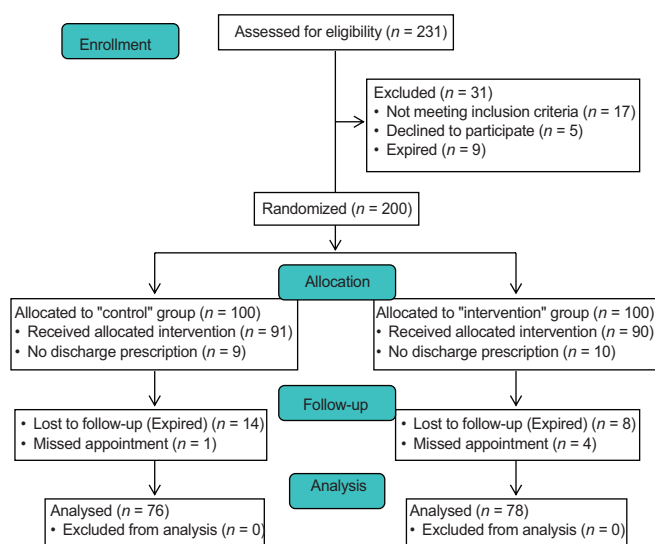 Assessed for eligibility (n = 231)
Enrollment
Excluded (n = 31)
• Not meeting inclusion criteria (n = 17)
• Declined to participate (n = 5)
• Expired (n = 9)
Randomized (n = 200)
Allocation
Allocated to "control" group (n = 100)
• Received allocated intervention (n = 91)
• No discharge prescription (n = 9)
Allocated to "intervention" group (n = 100)
• Received allocated intervention (n = 90)
• No discharge prescription (n = 10)
Follow-up
• Lost to follow-up (Expired) (n = 14)
• Missed appointment (n = 1)
• Lost to follow-up (Expired) (n = 8)
• Missed appointment (n = 4)
Analysis
Analysed (n = 76)
• Excluded from analysis (n = 0)
Analysed (n = 78)
• Excluded from analysis (n = 0)